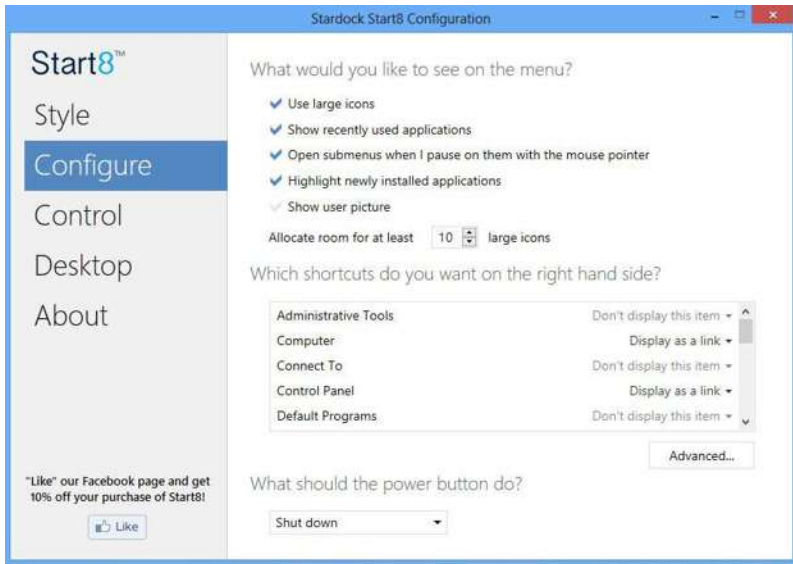 Stardock Start8 Configuration
Start8™
Style
Configure
Control
Desktop
About
"Like" our Facebook page and get
10% off your purchase of Start8!
Like
What would you like to see on the menu?
Use large icons
Show recently used applications
Open submenus when I pause on them with the mouse pointer
Highlight newly installed applications
Show user picture
Allocate room for at least 10 large icons
Which shortcuts do you want on the right hand side?
Administrative Tools Don't display this item
Computer Display as a link
Connect To Don't display this item
Control Panel Display as a link
Default Programs Don't display this item
Advanced...
What should the power button do?
Shut down